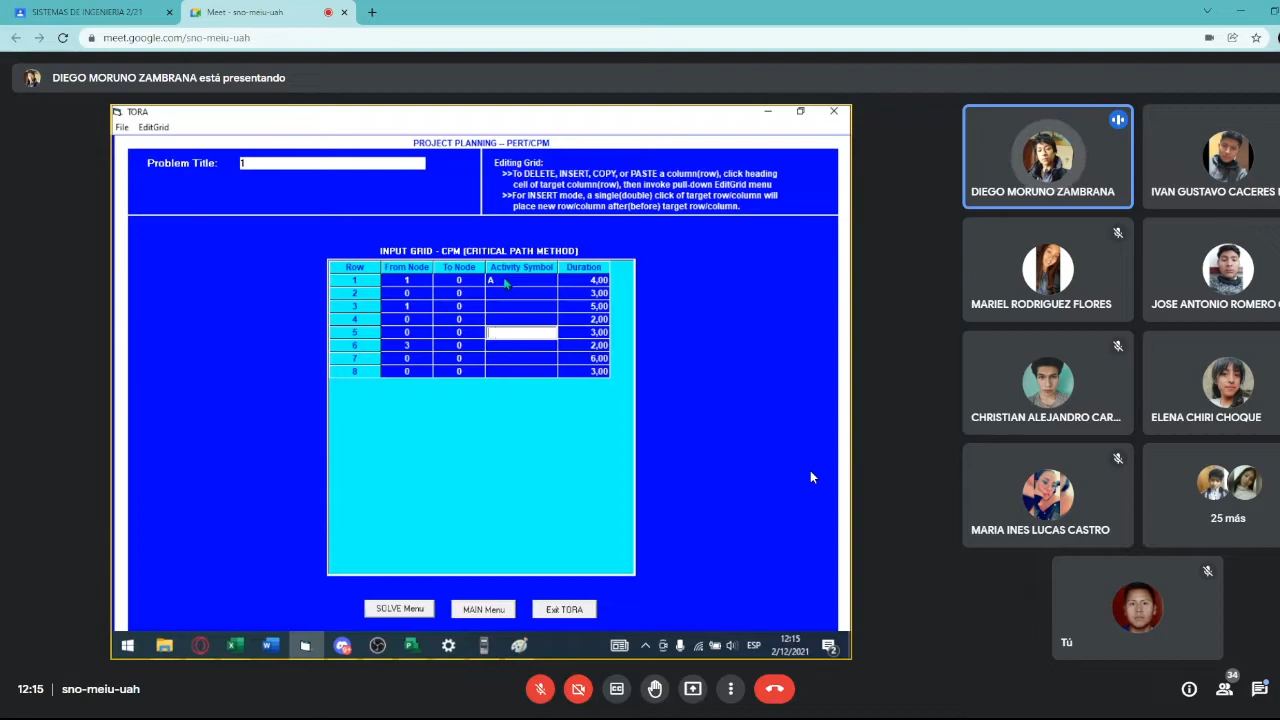 SISTEMAS DE INGENIERIA 2/21
Meet - sno-meiu-uah
meet.google.com/sno-meiu-uah
DIEGO MORUNO ZAMBRANA está presentando
TORA
File EditGrid
PROJECT PLANNING -- PERT/CPM
Problem Title: 1
Editing Grid:
>>To DELETE, INSERT, COPY, or PASTE a column(row), click heading
cell of target column(row), then invoke pull-down EditGrid menu
>>For INSERT mode, a single(double) click of target row/column will
place new row/column after(before) target row/column.
INPUT GRID - CPM (CRITICAL PATH METHOD)
Row From Node To Node Activity Symbol Duration
1 1 0 A 4,00
2 0 0 3,00
3 1 0 5,00
4 0 0 2,00
5 0 0 3,00
6 3 0 2,00
7 0 0 6,00
8 0 0 3,00
SOLVE Menu MAIN Menu Exit TORA
ESP
12:15
2/12/2021
2
DIEGO MORUNO ZAMBRANA
IVAN GUSTAVO CACERES
MARIEL RODRIGUEZ FLORES
JOSE ANTONIO ROMERO
CHRISTIAN ALEJANDRO CAR...
ELENA CHIRI CHOQUE
MARIA INES LUCAS CASTRO
25 más
Tú
12:15 | sno-meiu-uah
34